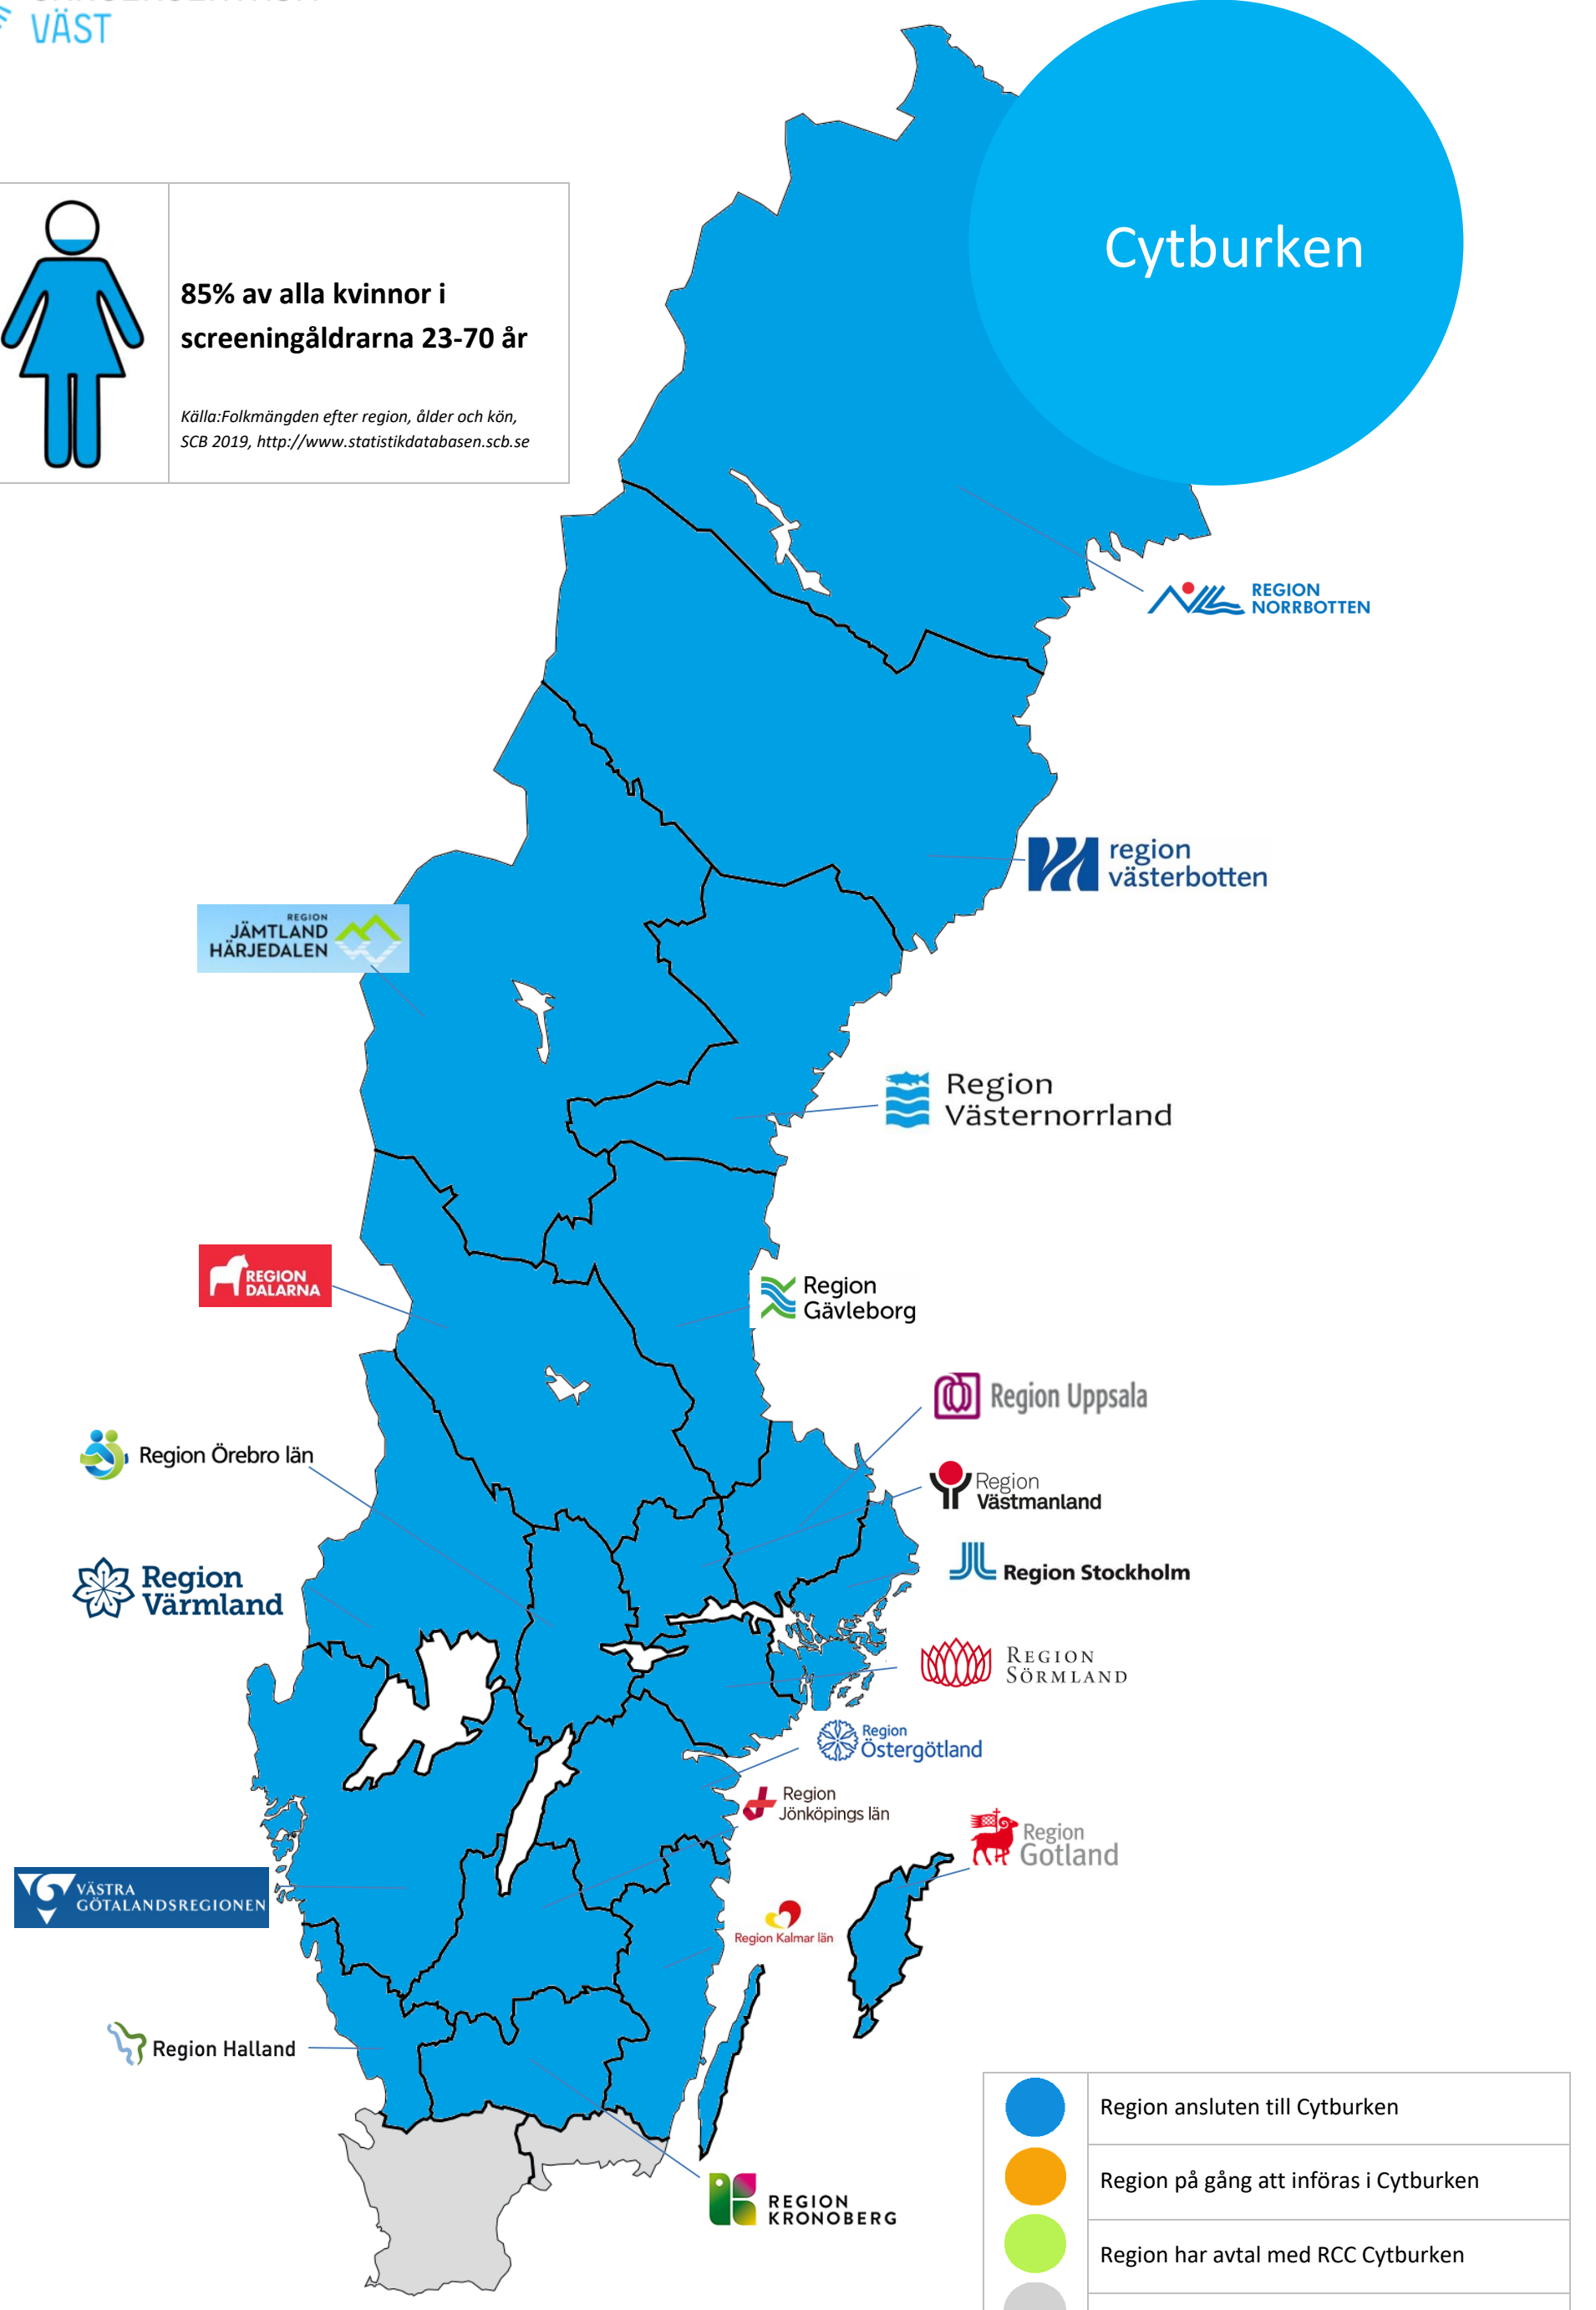 VÄST
Cytburken
85% av alla kvinnor i
screeningåldrarna 23-70 år
Källa:Folkmängden efter region, ålder och kön,
SCB 2019, http://www.statistikdatabasen.scb.se
REGION
NORRBOTTEN
region
västerbotten
REGION
JÄMTLAND
HÄRJEDALEN
Region
Västernorrland
REGION
DALARNA
Region
Gävleborg
Region Uppsala
Region Örebro län
Region
Västmanland
Region Stockholm
Region
Värmland
REGION
SÖRMLAND
Region
Östergötland
Region
Jönköpings län
Region
Gotland
VÄSTRA
GÖTALANDSREGIONEN
Region Kalmar län
Region Halland
REGION
KRONOBERG
Region ansluten till Cytburken
Region på gång att införas i Cytburken
Region har avtal med RCC Cytburken